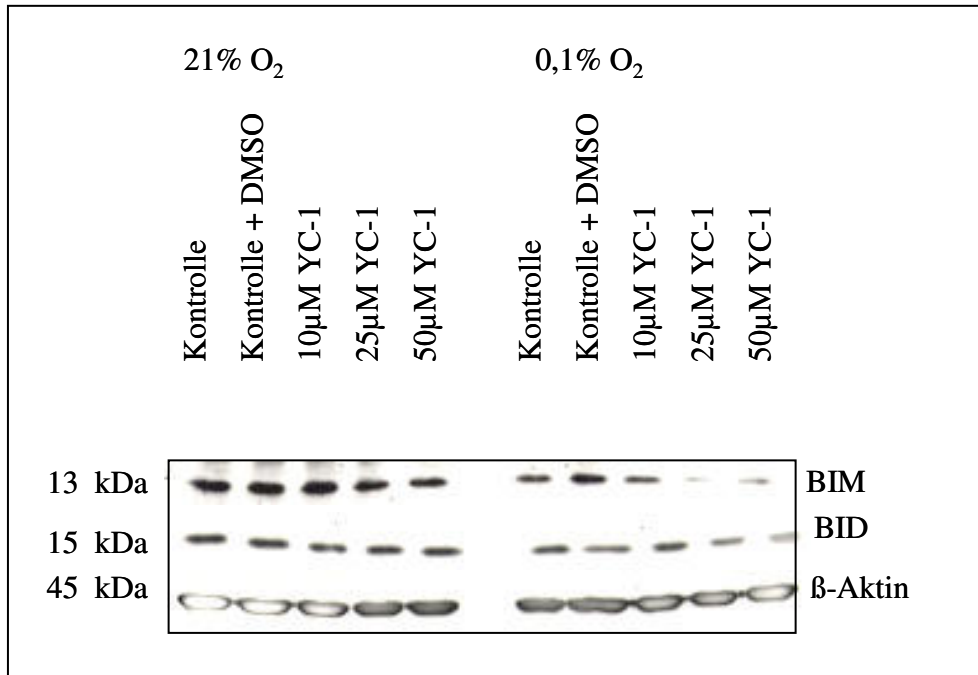 21% O₂
0,1% O₂
Kontrolle
Kontrolle + DMSO
10µM YC-1
25µM YC-1
50µM YC-1
Kontrolle
Kontrolle + DMSO
10µM YC-1
25µM YC-1
50µM YC-1
13 kDa
BIM
15 kDa
BID
45 kDa
ß-Aktin